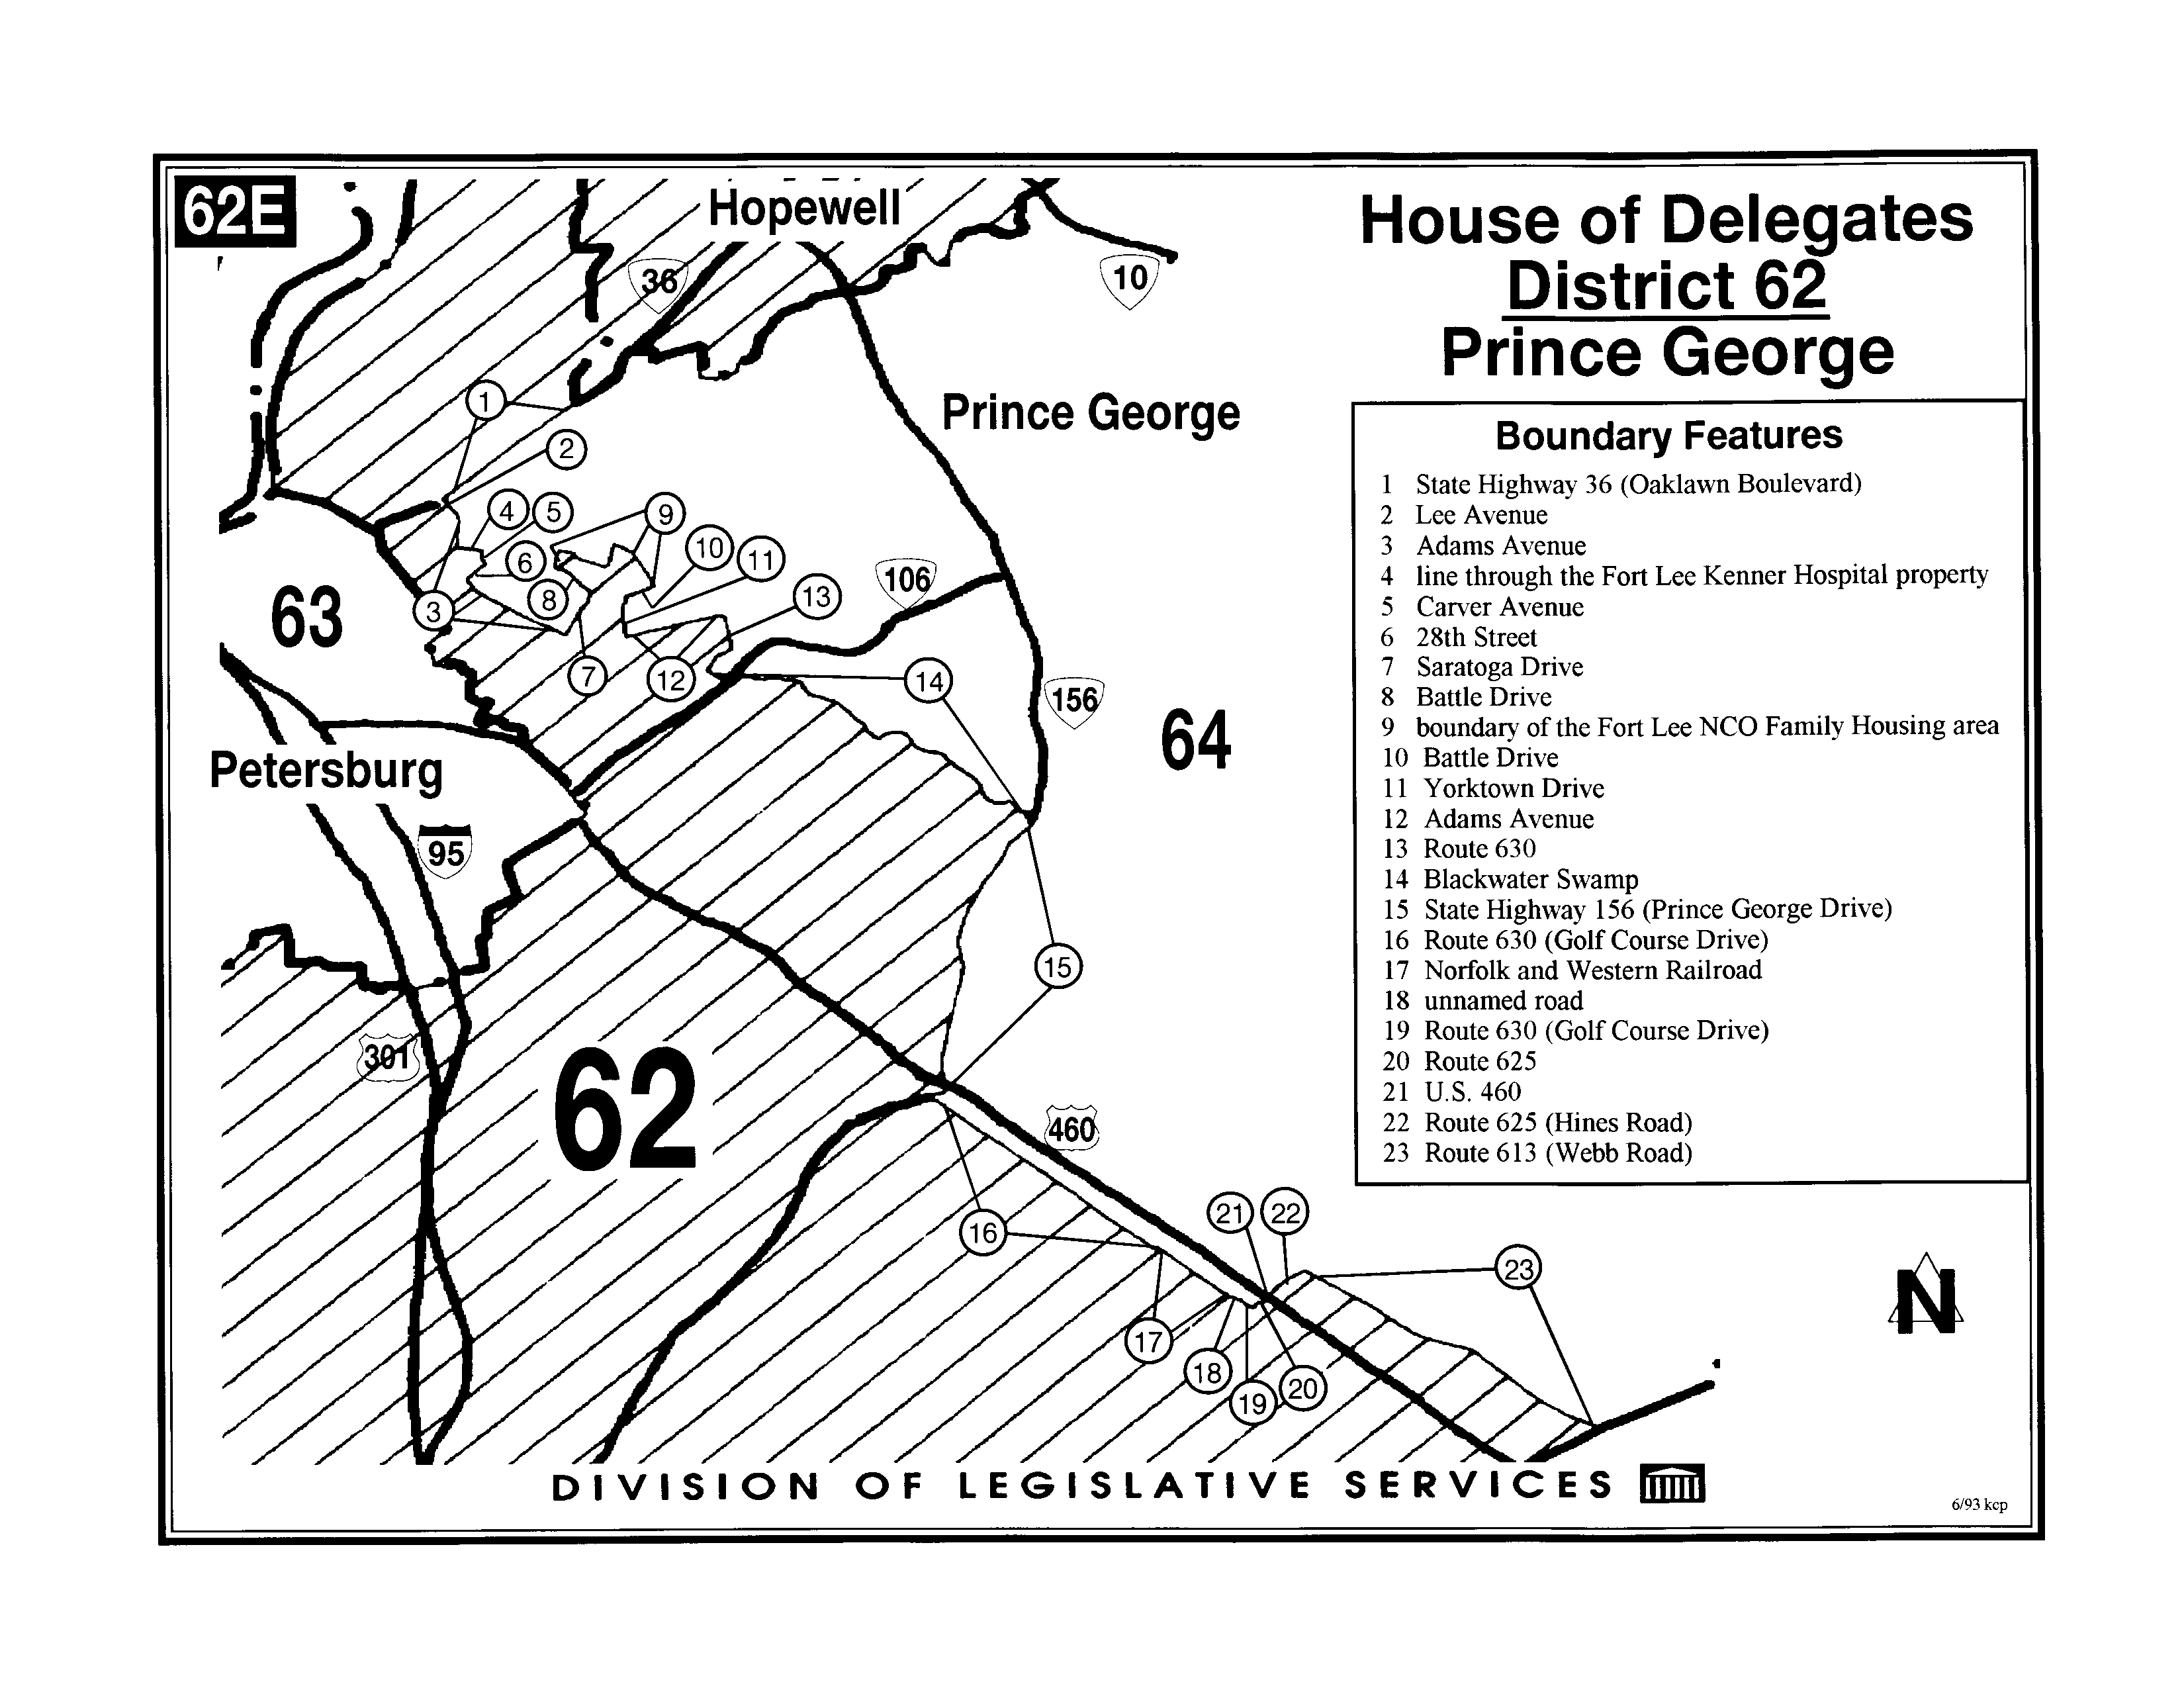 62E
House of Delegates
District 62
Prince George
Boundary Features
1 State Highway 36 (Oaklawn Boulevard)
2 Lee Avenue
3 Adams Avenue
4 line through the Fort Lee Kenner Hospital property
5 Carver Avenue
6 28th Street
7 Saratoga Drive
8 Battle Drive
9 boundary of the Fort Lee NCO Family Housing area
10 Battle Drive
11 Yorktown Drive
12 Adams Avenue
13 Route 630
14 Blackwater Swamp
15 State Highway 156 (Prince George Drive)
16 Route 630 (Golf Course Drive)
17 Norfolk and Western Railroad
18 unnamed road
19 Route 630 (Golf Course Drive)
20 Route 625
21 U.S. 460
22 Route 625 (Hines Road)
23 Route 613 (Webb Road)
Hopewell
36
10
1
Prince George
2
4
5
9
10
11
6
106
8
13
3
63
7
12
14
156
64
Petersburg
95
15
301
62
460
16
21
22
23
17
18
19
20
N
DIVISION OF LEGISLATIVE SERVICES
6/93 kcp